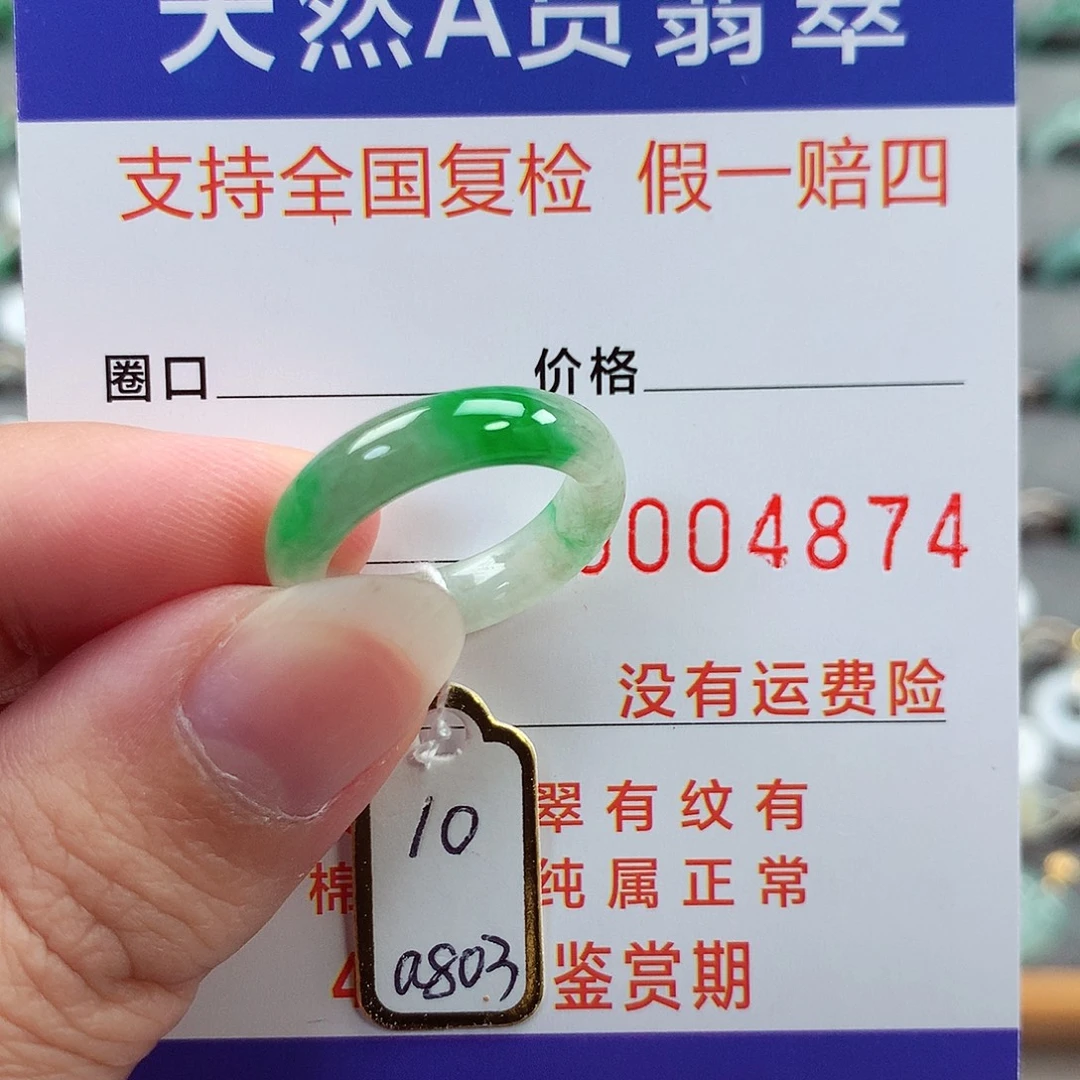 天然A货翡翠
支持全国复检 假一赔四
圈口 价格
004874
没有运费险
翠有纹有
棉 纯属正常
4 鉴赏期
10
a803